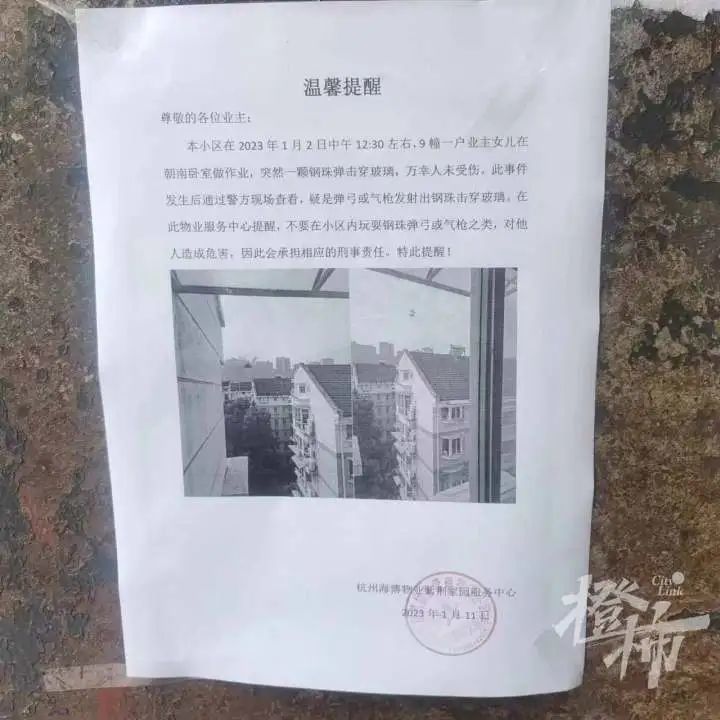 温馨提醒
尊敬的各位业主：
本小区在 2023 年 1 月 2 日中午 12:30 左右，9 幢一户业主女儿在
朝南卧室做作业，突然一颗钢珠弹击穿玻璃，万幸人未受伤。此事件
发生后通过警方现场查看，疑是弹弓或气枪发射出钢珠击穿玻璃。在
此物业服务中心提醒，不要在小区内玩耍钢珠弹弓或气枪之类，对他
人造成危害，因此会承担相应的刑事责任。特此提醒！
杭州海博物业 家园服务中心
2023 年 1 月 11 日
City Link
橙柿